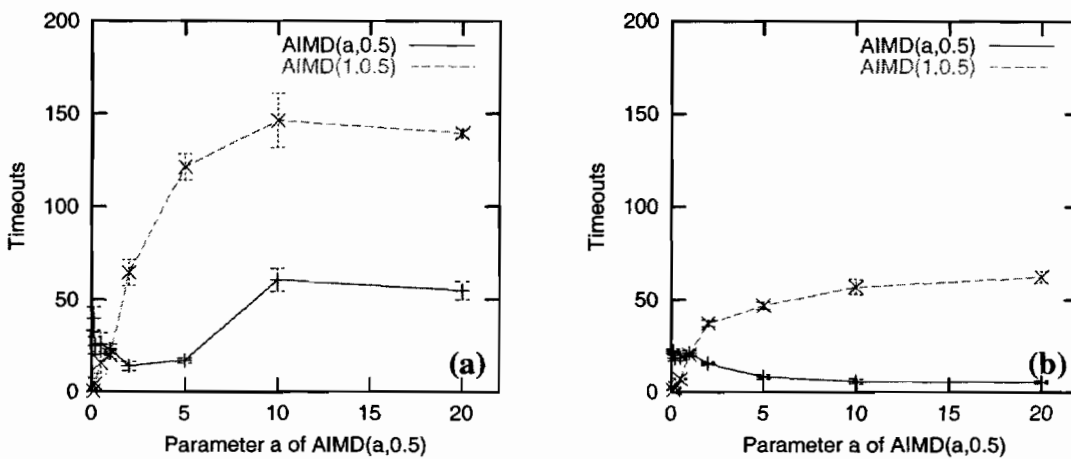 200
150
100
50
0
Timeouts
AIMD(a,0.5)
AIMD(1.0.5)
(a)
0 5 10 15 20
Parameter a of AIMD(a,0.5)
200
150
100
50
0
Timeouts
AIMD(a,0.5)
AIMD(1.0.5)
(b)
0 5 10 15 20
Parameter a of AIMD(a,0.5)